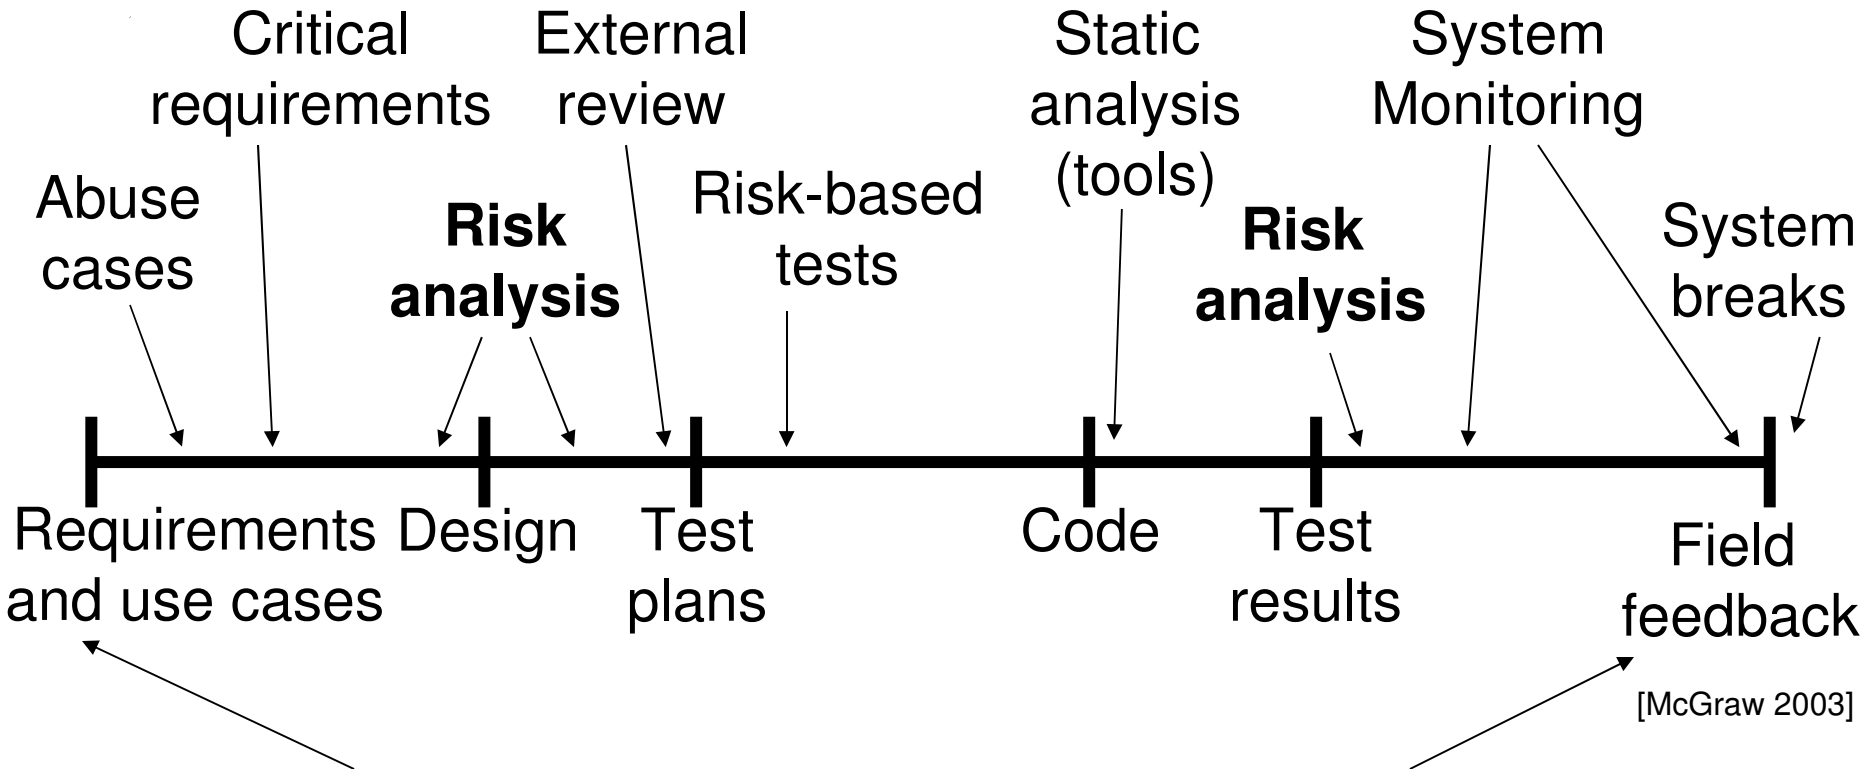 Critical
requirements
External
review
Static
analysis
(tools)
System
Monitoring
Abuse
cases
Risk
analysis
Risk-based
tests
Risk
analysis
System
breaks
Requirements
and use cases
Design
Test
plans
Code
Test
results
Field
feedback
[McGraw 2003]